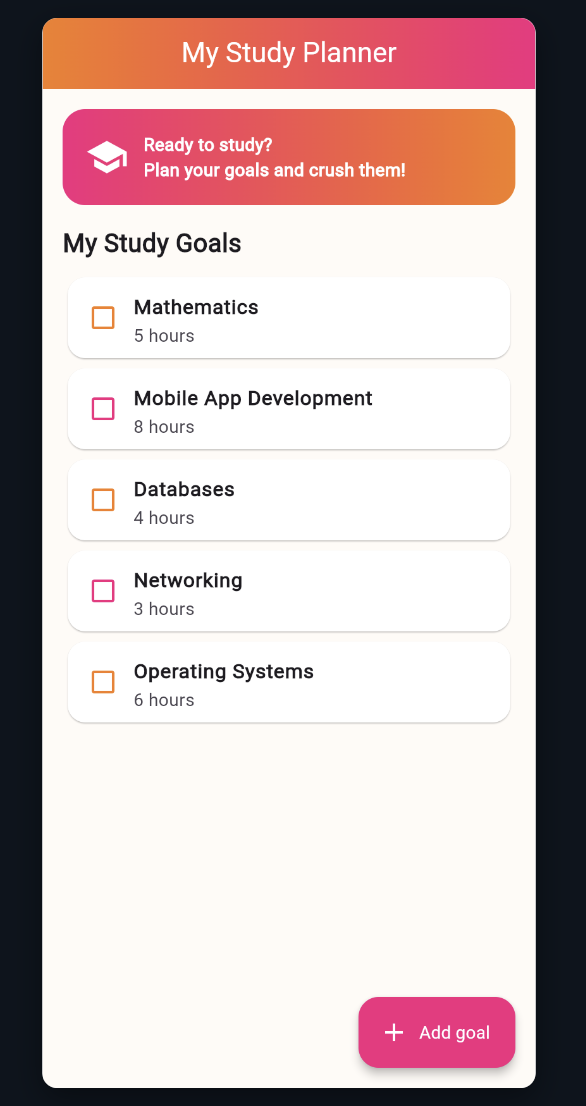 My Study Planner
Ready to study?
Plan your goals and crush them!
My Study Goals
Mathematics
5 hours
Mobile App Development
8 hours
Databases
4 hours
Networking
3 hours
Operating Systems
6 hours
Add goal